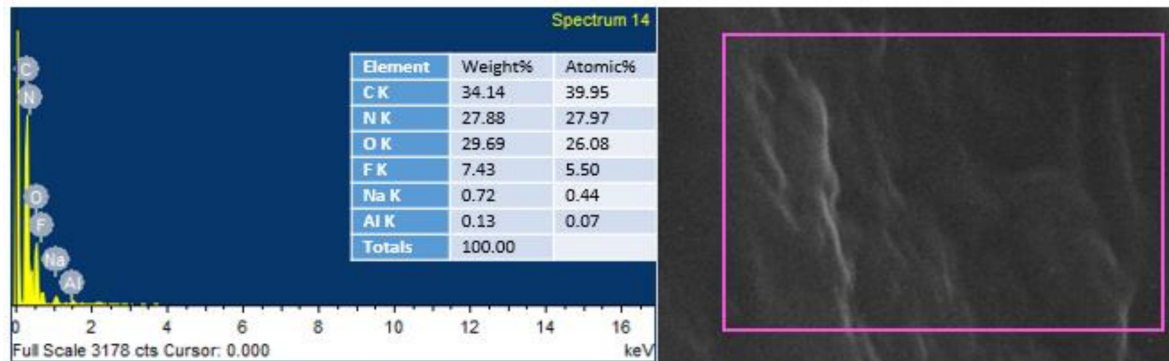 Spectrum 14
C
N
O
F
Na
Al
Element Weight% Atomic%
C K 34.14 39.95
N K 27.88 27.97
O K 29.69 26.08
F K 7.43 5.50
Na K 0.72 0.44
Al K 0.13 0.07
Totals 100.00
0 2 4 6 8 10 12 14 16
Full Scale 3178 cts Cursor: 0.000 keV